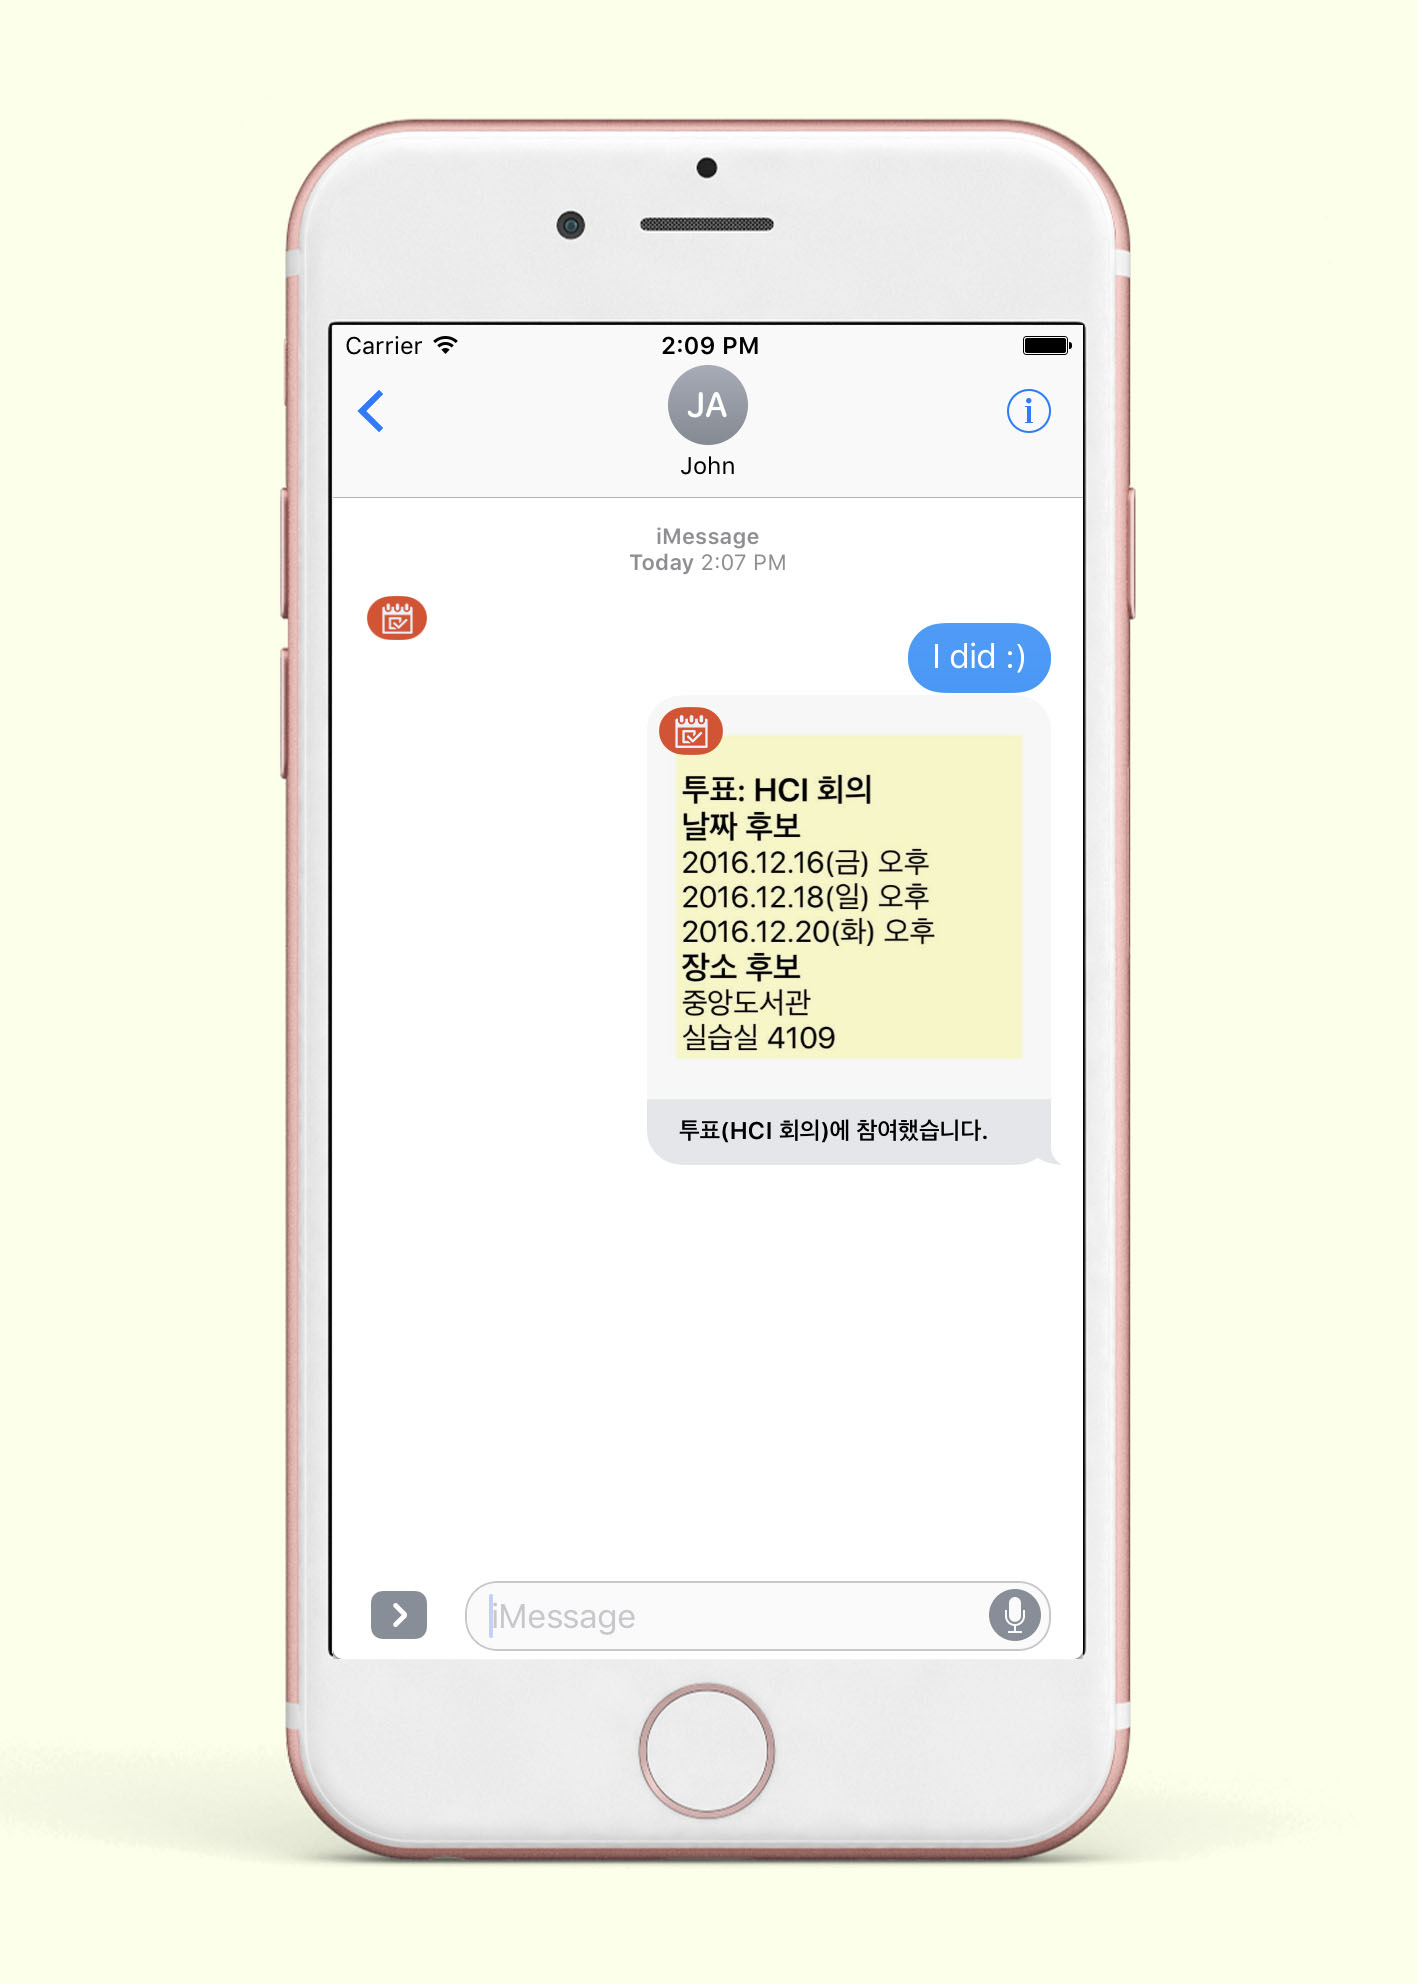 Carrier 2:09 PM
JA
John
iMessage
Today 2:07 PM
I did :)
투표: HCI 회의
날짜 후보
2016.12.16(금) 오후
2016.12.18(일) 오후
2016.12.20(화) 오후
장소 후보
중앙도서관
실습실 4109
투표(HCI 회의)에 참여했습니다.
iMessage